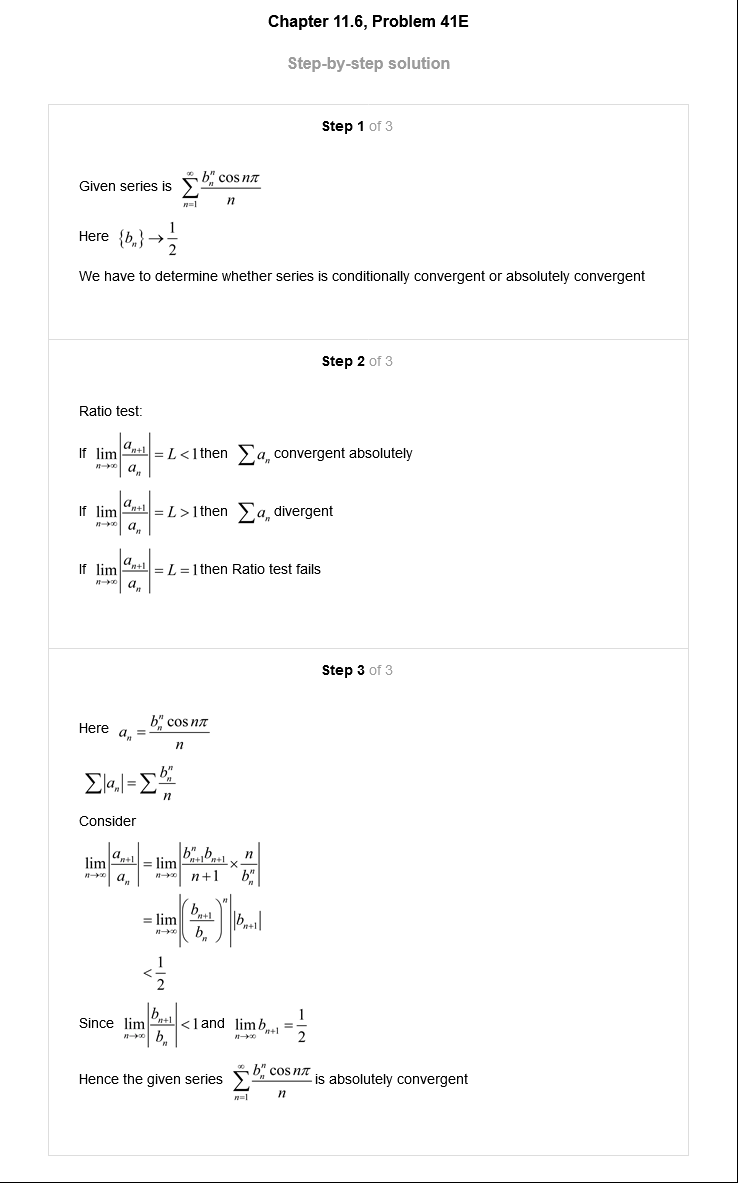 Chapter 11.6, Problem 41E
Step-by-step solution
Step 1 of 3
Given series is $\sum_{n=1}^{\infty} \frac{b_n^n \cos n\pi}{n}$
Here $\{b_n\} \to \frac{1}{2}$
We have to determine whether series is conditionally convergent or absolutely convergent
Step 2 of 3
Ratio test:
If $\lim_{n\to\infty} \left|\frac{a_{n+1}}{a_n}\right| = L < 1$ then $\sum a_n$ convergent absolutely
If $\lim_{n\to\infty} \left|\frac{a_{n+1}}{a_n}\right| = L > 1$ then $\sum a_n$ divergent
If $\lim_{n\to\infty} \left|\frac{a_{n+1}}{a_n}\right| = L = 1$ then Ratio test fails
Step 3 of 3
Here $a_n = \frac{b_n^n \cos n\pi}{n}$
$\sum |a_n| = \sum \frac{b_n^n}{n}$
Consider
$\lim_{n\to\infty} \left|\frac{a_{n+1}}{a_n}\right| = \lim_{n\to\infty} \left|\frac{b_{n+1}^n b_{n+1}}{n+1} \times \frac{n}{b_n^n}\right|$
$= \lim_{n\to\infty} \left|\left(\frac{b_{n+1}}{b_n}\right)^n\right| |b_{n+1}|$
$< \frac{1}{2}$
Since $\lim_{n\to\infty} \left|\frac{b_{n+1}}{b_n}\right| < 1$ and $\lim_{n\to\infty} b_{n+1} = \frac{1}{2}$
Hence the given series $\sum_{n=1}^{\infty} \frac{b_n^n \cos n\pi}{n}$ is absolutely convergent